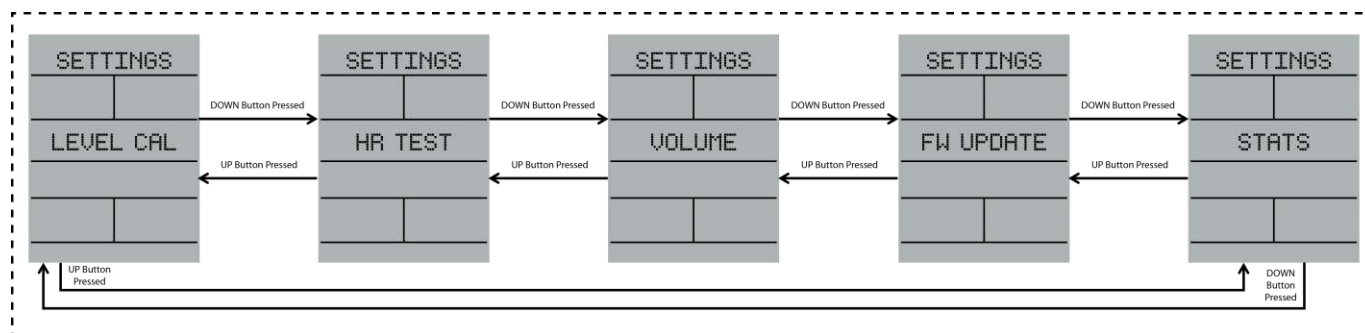 SETTINGS
SETTINGS
SETTINGS
SETTINGS
SETTINGS
DOWN Button Pressed
DOWN Button Pressed
DOWN Button Pressed
DOWN Button Pressed
LEVEL CAL
HR TEST
VOLUME
FW UPDATE
STATS
UP Button Pressed
UP Button Pressed
UP Button Pressed
UP Button Pressed
UP Button
Pressed
DOWN
Button
Pressed